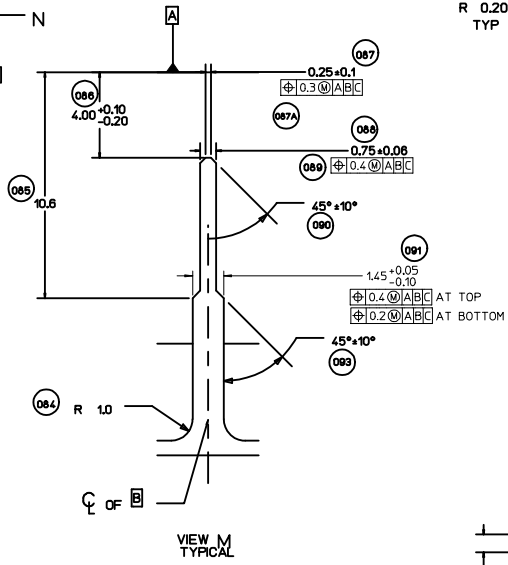 N
R 0.20
TYP
A
087
0.25±0.1
⌖ 0.3 Ⓜ A B C
086
4.00 +0.10
-0.20
087A
088
0.75±0.06
089
⌖ 0.4 Ⓜ A B C
085
10.6
45° ±10°
090
091
1.45 +0.05
-0.10
⌖ 0.4 Ⓜ A B C AT TOP
⌖ 0.2 Ⓜ A B C AT BOTTOM
45° ±10°
093
084 R 1.0
℄ OF B
VIEW M
TYPICAL